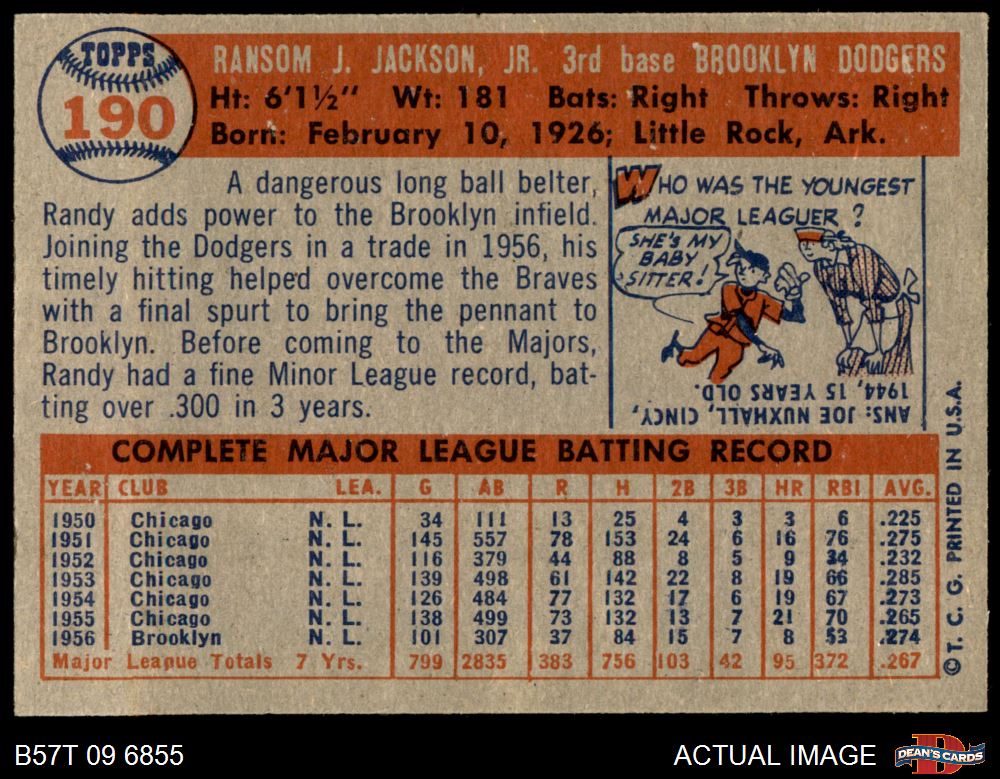 TOPPS
190
RANSOM J. JACKSON, JR. 3rd base BROOKLYN DODGERS
Ht: 6'1½" Wt: 181 Bats: Right Throws: Right
Born: February 10, 1926; Little Rock, Ark.
A dangerous long ball belter,
Randy adds power to the Brooklyn infield.
Joining the Dodgers in a trade in 1956, his
timely hitting helped overcome the Braves
with a final spurt to bring the pennant to
Brooklyn. Before coming to the Majors,
Randy had a fine Minor League record, bat-
ting over .300 in 3 years.
WHO WAS THE YOUNGEST
MAJOR LEAGUER ?
SHE'S MY
BABY
SITTER!
ANS: JOE NUXHALL, CINCY,
1944, 15 YEARS OLD.
COMPLETE MAJOR LEAGUE BATTING RECORD
YEAR CLUB LEA. G AB R H 2B 3B HR RBI AVG.
1950 Chicago N. L. 34 111 13 25 4 3 3 6 .225
1951 Chicago N. L. 145 557 78 153 24 6 16 76 .275
1952 Chicago N. L. 116 379 44 88 8 5 9 34 .232
1953 Chicago N. L. 139 498 61 142 22 8 19 66 .285
1954 Chicago N. L. 126 484 77 132 17 6 19 67 .273
1955 Chicago N. L. 138 499 73 132 13 7 21 70 .265
1956 Brooklyn N. L. 101 307 37 84 15 7 8 53 .274
Major League Totals 7 Yrs. 799 2835 383 756 103 42 95 372 .267
© T. C. G. PRINTED IN U.S.A.
B57T 09 6855
ACTUAL IMAGE
D
DEAN'S CARDS